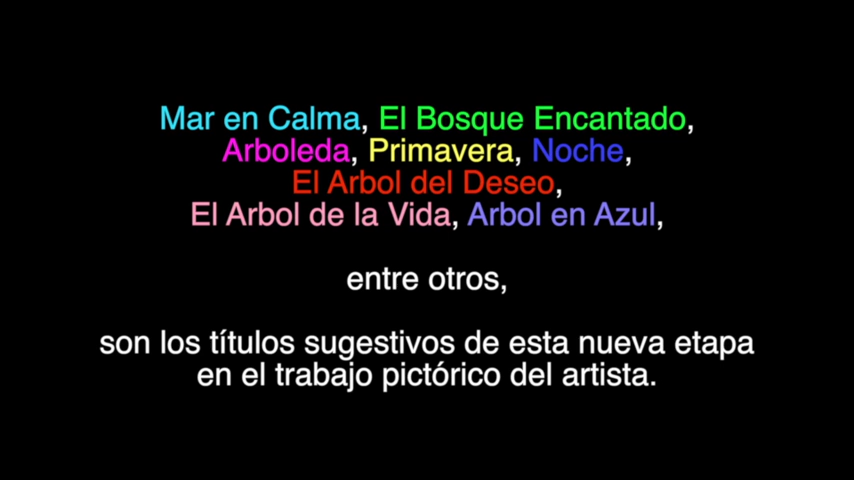 Mar en Calma, El Bosque Encantado,
Arboleda, Primavera, Noche,
El Arbol del Deseo,
El Arbol de la Vida, Arbol en Azul,
entre otros,
son los títulos sugestivos de esta nueva etapa
en el trabajo pictórico del artista.